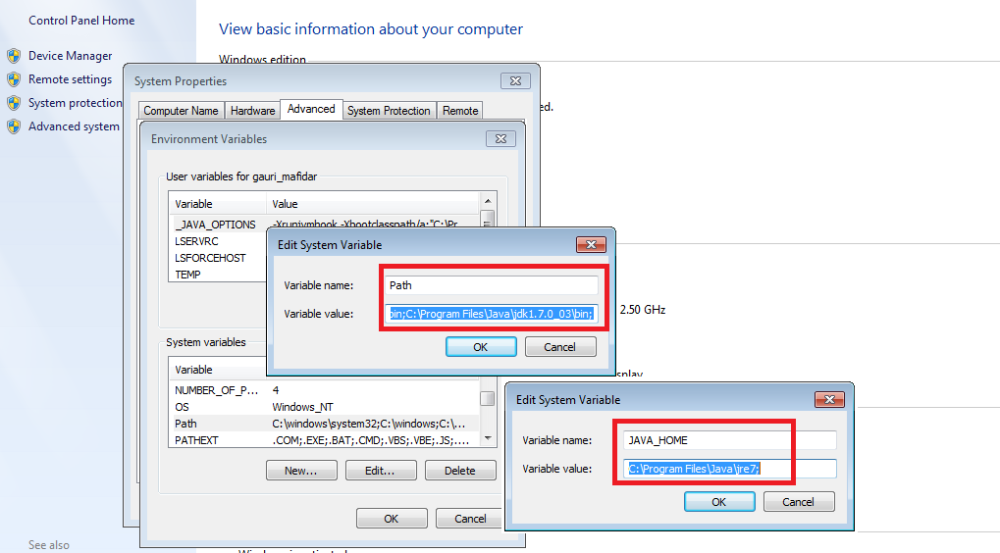 Control Panel Home
View basic information about your computer
Device Manager
Remote settings
System protection
Advanced system
Windows edition
System Properties
ed.
Computer Name
Hardware
Advanced
System Protection
Remote
Environment Variables
User variables for gauri_mafidar
Variable Value
_JAVA_OPTIONS -Xrunjvmhook -Xbootclasspath/a:"C:\Pr...
LSERVRC
LSFORCEHOST
TEMP
Edit System Variable
Variable name: Path
Variable value: bin;C:\Program Files\Java\jdk1.7.0_03\bin;
OK Cancel
2.50 GHz
System variables
Variable
NUMBER_OF_P... 4
OS Windows_NT
Path C:\windows\system32;C:\windows;C:\...
PATHEXT .COM;.EXE;.BAT;.CMD;.VBS;.VBE;.JS;....
New... Edit... Delete
OK Cancel
Edit System Variable
Variable name: JAVA_HOME
Variable value: C:\Program Files\Java\jre7;
OK Cancel
See also